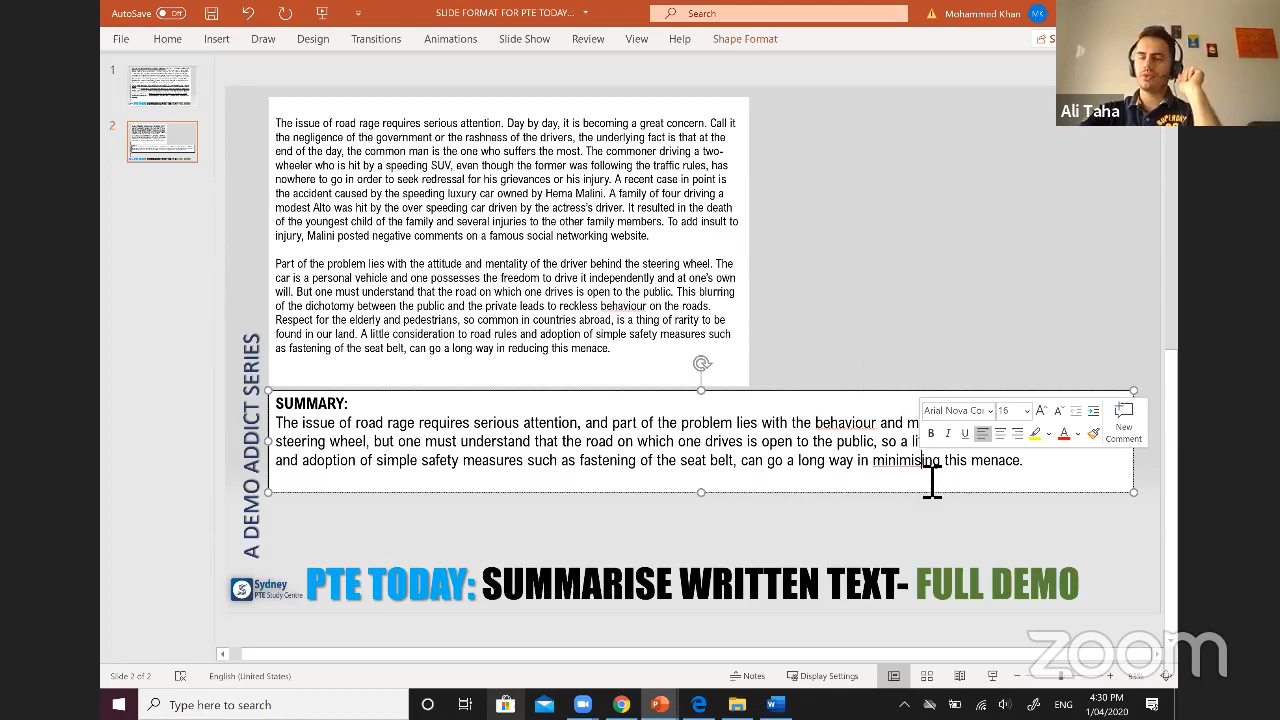 AutoSave Off
SLIDE FORMAT FOR PTE TODAY...
Search
Mohammed Khan
MK
File Home Insert Draw Design Transitions Animations Slide Show Review View Help Shape Format
Ali Taha
1
2
The issue of road rage requires serious attention. Day by day, it is becoming a great concern. Call it
the negligence of the government or the carelessness of the drivers, the underlying fact is that at the
end of the day, the common man is the one who suffers the most. The commoner driving a two-
wheeler who is hit by a speeding SUV, even though the former was following the traffic rules, has
nowhere to go in order to seek redressal for his grievances or his injury. A recent case in point is
the accident caused by the speeding luxury car owned by Hema Malini. A family of four driving a
modest Alto was hit by the over speeding car driven by the actress's driver. It resulted in the death
of the youngest child of the family and several injuries to the other family members. To add insult to
injury, Malini posted negative comments on a famous social networking website.
Part of the problem lies with the attitude and mentality of the driver behind the steering wheel. The
car is a personal vehicle and one possesses the freedom to drive it independently and at one's own
will. But one must understand that the road on which one drives is open to the public. This blurring
of the dichotomy between the public and the private leads to reckless behaviour on the roads.
Respect for the elderly and pedestrians, so common in countries abroad, is a thing of rarity to be
found in our land. A little consideration to road rules and adoption of simple safety measures such
as fastening of the seat belt, can go a long way in reducing this menace.
A DEMO ADDICT SERIES
SUMMARY:
The issue of road rage requires serious attention, and part of the problem lies with the behaviour and m
steering wheel, but one must understand that the road on which one drives is open to the public, so a li
and adoption of simple safety measures such as fastening of the seat belt, can go a long way in minimising this menace.
Arial Nova Cor 16
New
Comment
Sydney
PTE Study Centre
PTE TODAY: SUMMARISE WRITTEN TEXT- FULL DEMO
zoom
Slide 2 of 2
English (United States)
Notes
Display Settings
Type here to search
ENG
4:30 PM
1/04/2020